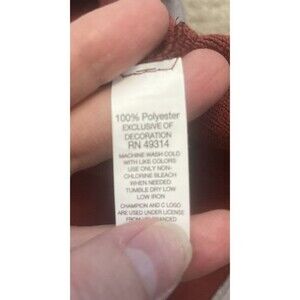 100% Polyester
EXCLUSIVE OF
DECORATION
RN 49314
MACHINE WASH COLD
WITH LIKE COLORS
USE ONLY NON-
CHLORINE BLEACH
WHEN NEEDED
TUMBLE DRY LOW
LOW IRON
CHAMPION AND C LOGO
ARE USED UNDER LICENSE
FROM